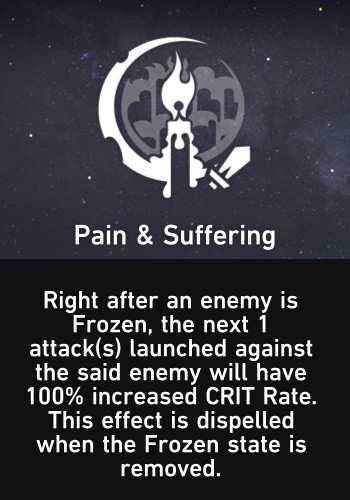 Pain & Suffering
Right after an enemy is
Frozen, the next 1
attack(s) launched against
the said enemy will have
100% increased CRIT Rate.
This effect is dispelled
when the Frozen state is
removed.